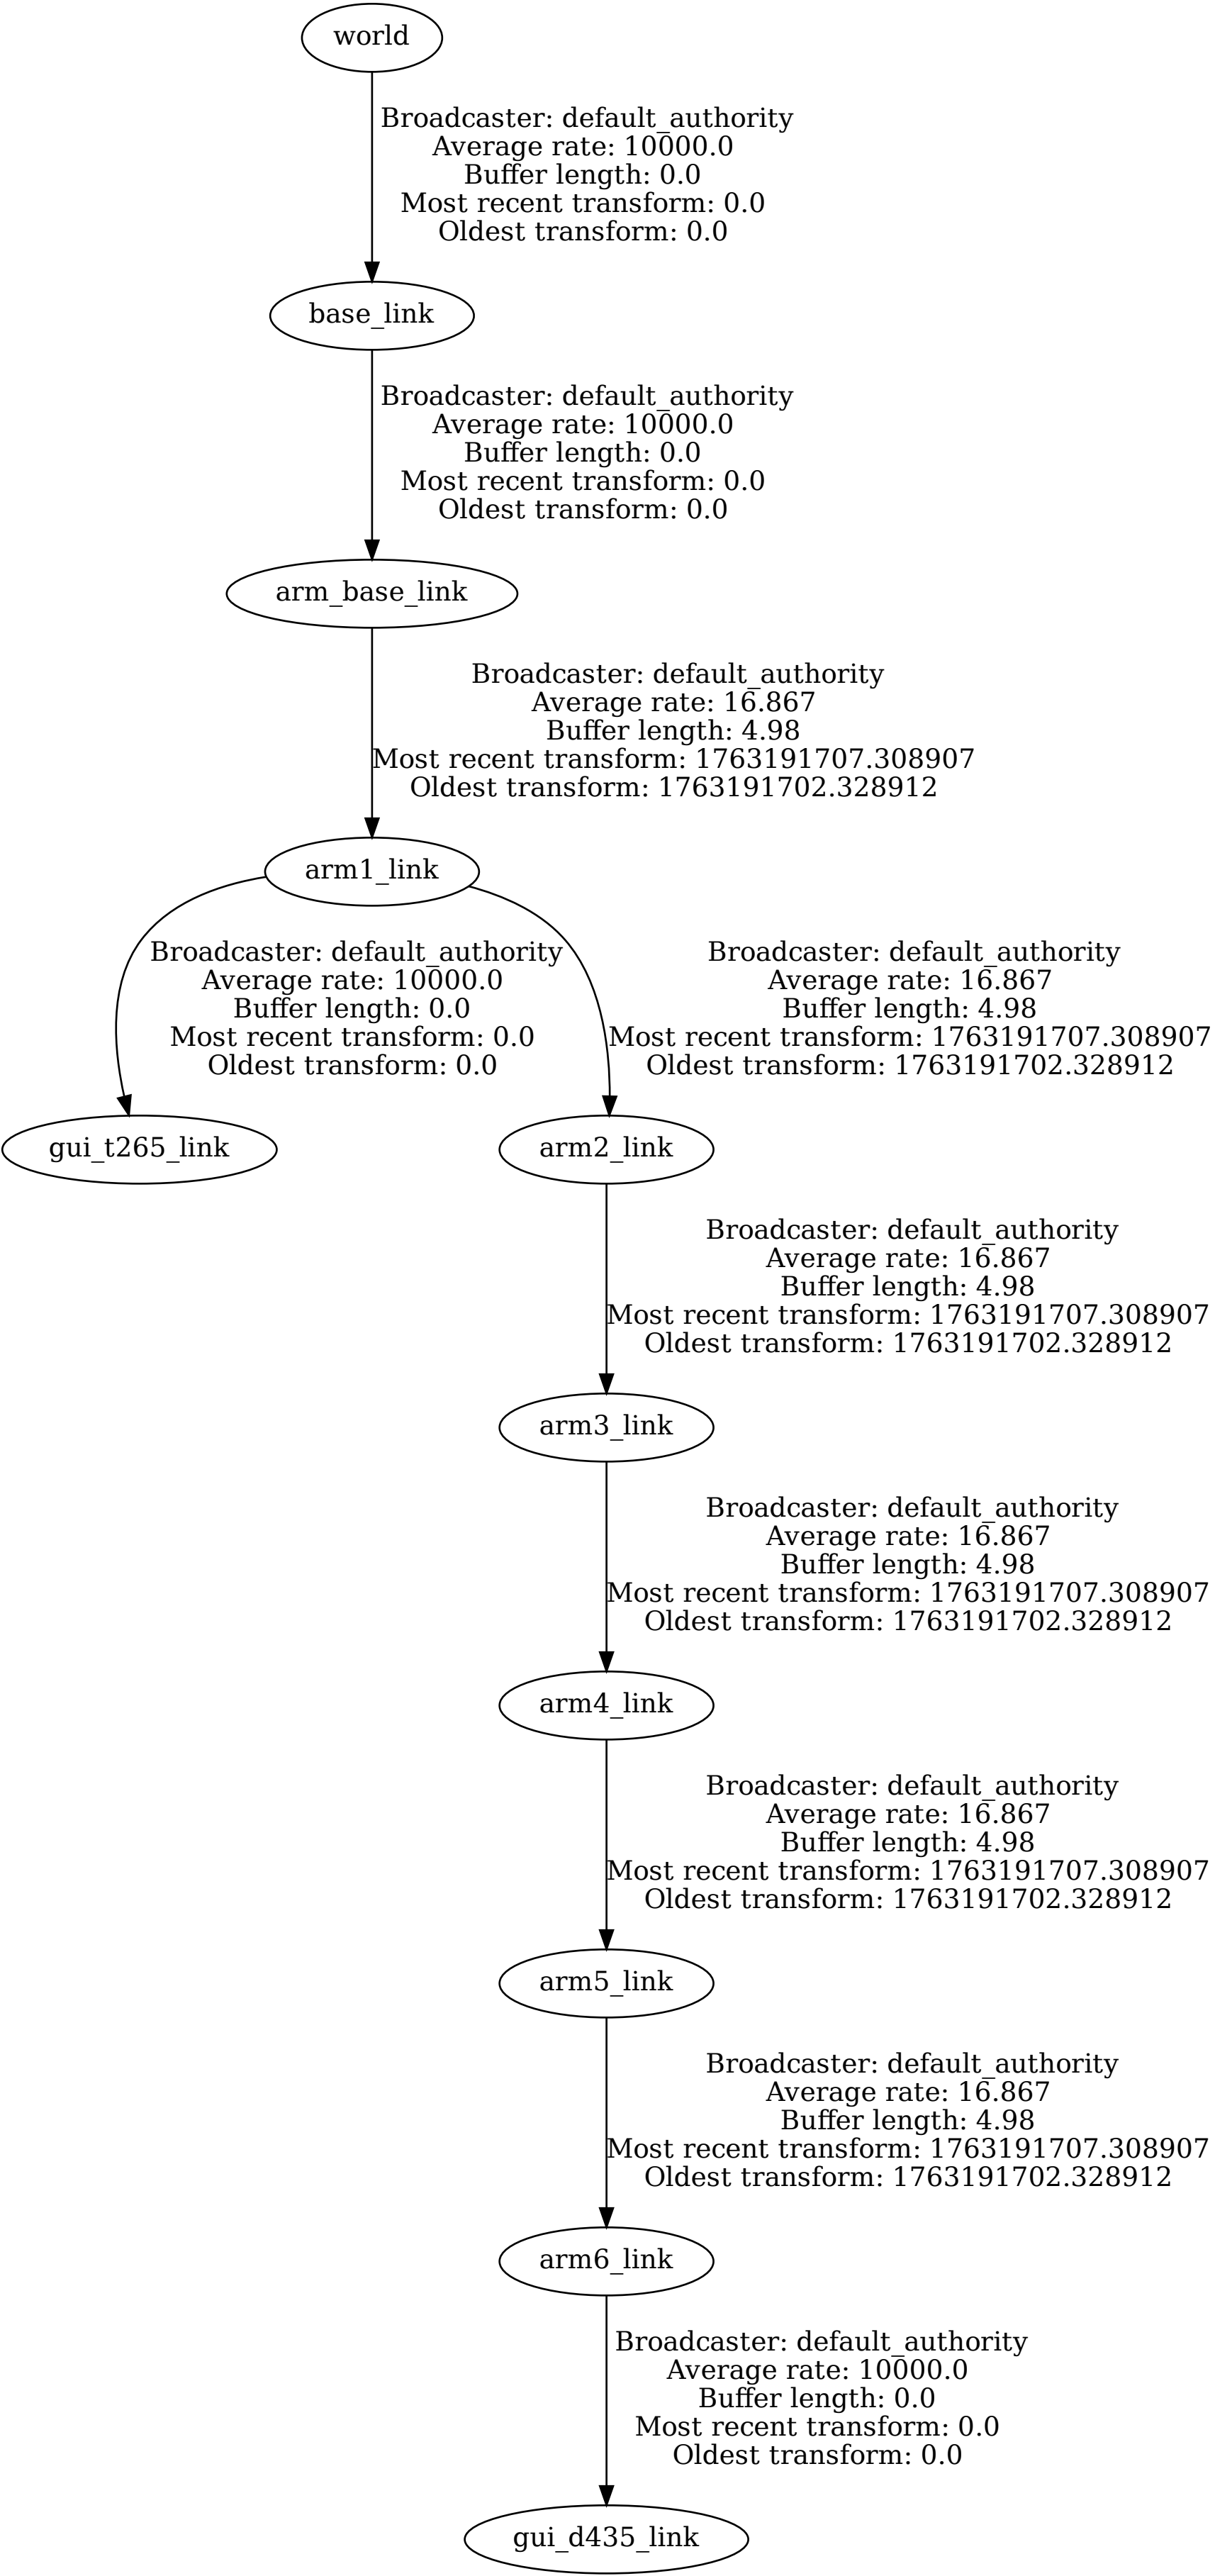 world
Broadcaster: default_authority
Average rate: 10000.0
Buffer length: 0.0
Most recent transform: 0.0
Oldest transform: 0.0
base_link
Broadcaster: default_authority
Average rate: 10000.0
Buffer length: 0.0
Most recent transform: 0.0
Oldest transform: 0.0
arm_base_link
Broadcaster: default_authority
Average rate: 16.867
Buffer length: 4.98
Most recent transform: 1763191707.308907
Oldest transform: 1763191702.328912
arm1_link
Broadcaster: default_authority
Average rate: 10000.0
Buffer length: 0.0
Most recent transform: 0.0
Oldest transform: 0.0
Broadcaster: default_authority
Average rate: 16.867
Buffer length: 4.98
Most recent transform: 1763191707.308907
Oldest transform: 1763191702.328912
gui_t265_link
arm2_link
Broadcaster: default_authority
Average rate: 16.867
Buffer length: 4.98
Most recent transform: 1763191707.308907
Oldest transform: 1763191702.328912
arm3_link
Broadcaster: default_authority
Average rate: 16.867
Buffer length: 4.98
Most recent transform: 1763191707.308907
Oldest transform: 1763191702.328912
arm4_link
Broadcaster: default_authority
Average rate: 16.867
Buffer length: 4.98
Most recent transform: 1763191707.308907
Oldest transform: 1763191702.328912
arm5_link
Broadcaster: default_authority
Average rate: 16.867
Buffer length: 4.98
Most recent transform: 1763191707.308907
Oldest transform: 1763191702.328912
arm6_link
Broadcaster: default_authority
Average rate: 10000.0
Buffer length: 0.0
Most recent transform: 0.0
Oldest transform: 0.0
gui_d435_link